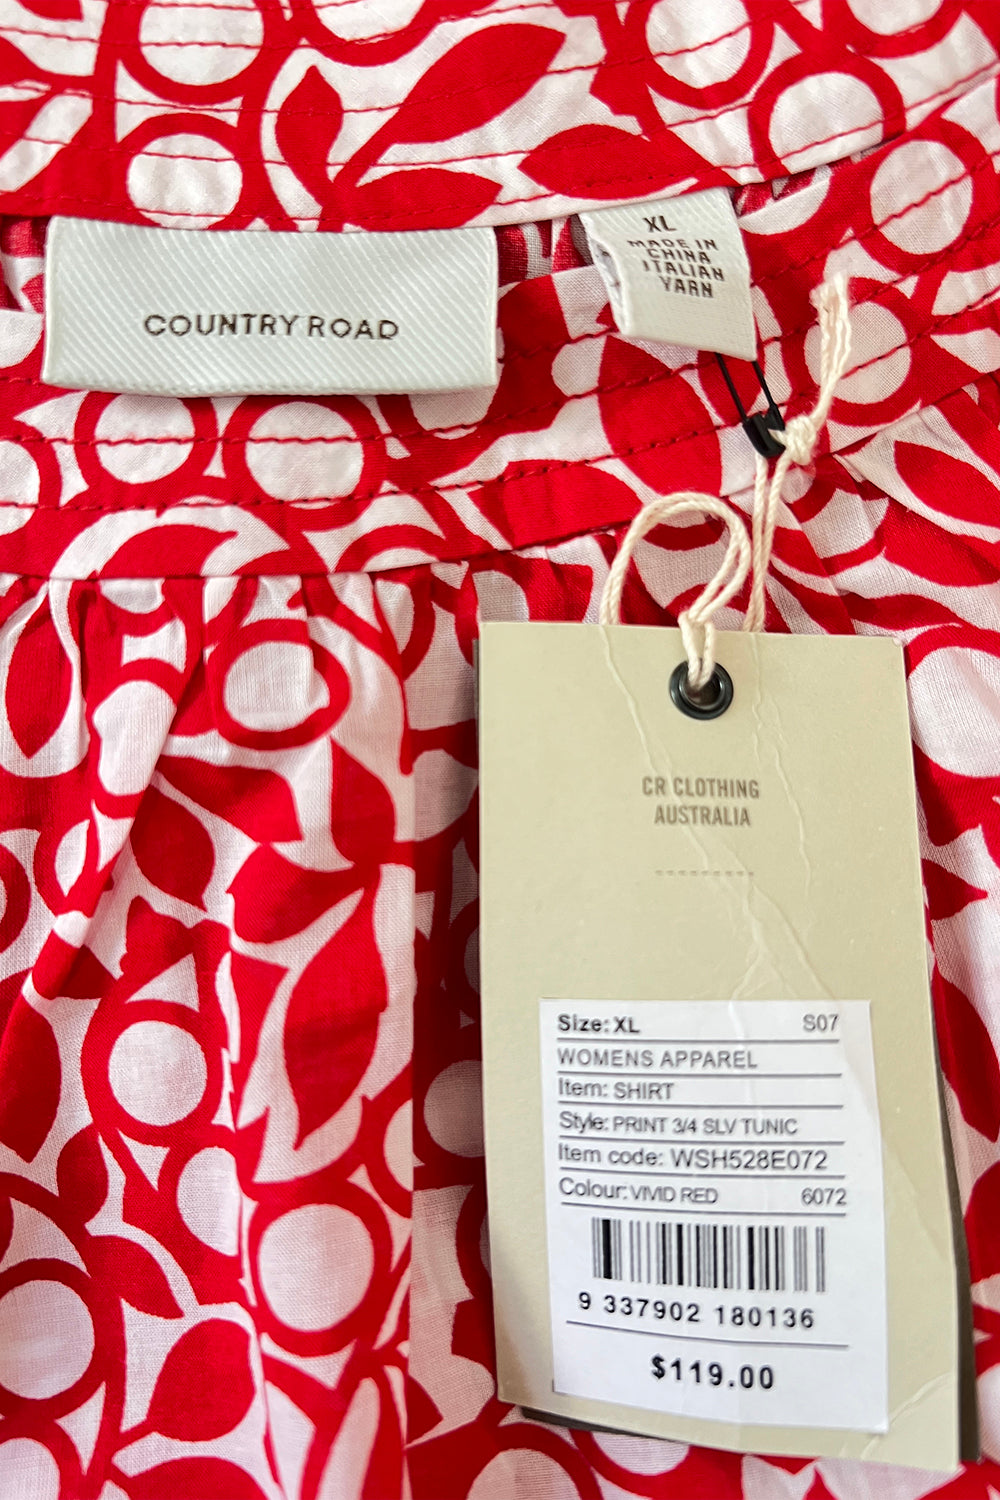 COUNTRY ROAD
XL
MADE IN
CHINA
ITALIAN
YARN
CR CLOTHING
AUSTRALIA
Size: XL S07
WOMENS APPAREL
Item: SHIRT
Style: PRINT 3/4 SLV TUNIC
Item code: WSH528E072
Colour: VIVID RED 6072
9 337902 180136
$119.00